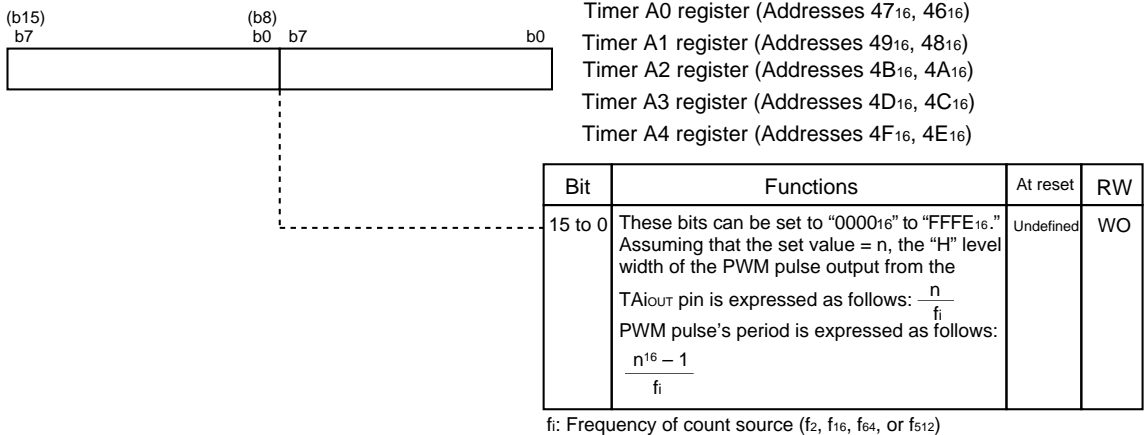 (b15) (b8)
b7 b0 b7 b0
Timer A0 register (Addresses 47₁₆, 46₁₆)
Timer A1 register (Addresses 49₁₆, 48₁₆)
Timer A2 register (Addresses 4B₁₆, 4A₁₆)
Timer A3 register (Addresses 4D₁₆, 4C₁₆)
Timer A4 register (Addresses 4F₁₆, 4E₁₆)
Bit Functions At reset RW
15 to 0 These bits can be set to “0000₁₆” to “FFFE₁₆.” Undefined WO
Assuming that the set value = n, the “H” level
width of the PWM pulse output from the
TAiOUT pin is expressed as follows: n
fi
PWM pulse’s period is expressed as follows:
n¹⁶ – 1
fi
fi: Frequency of count source (f₂, f₁₆, f₆₄, or f₅₁₂)